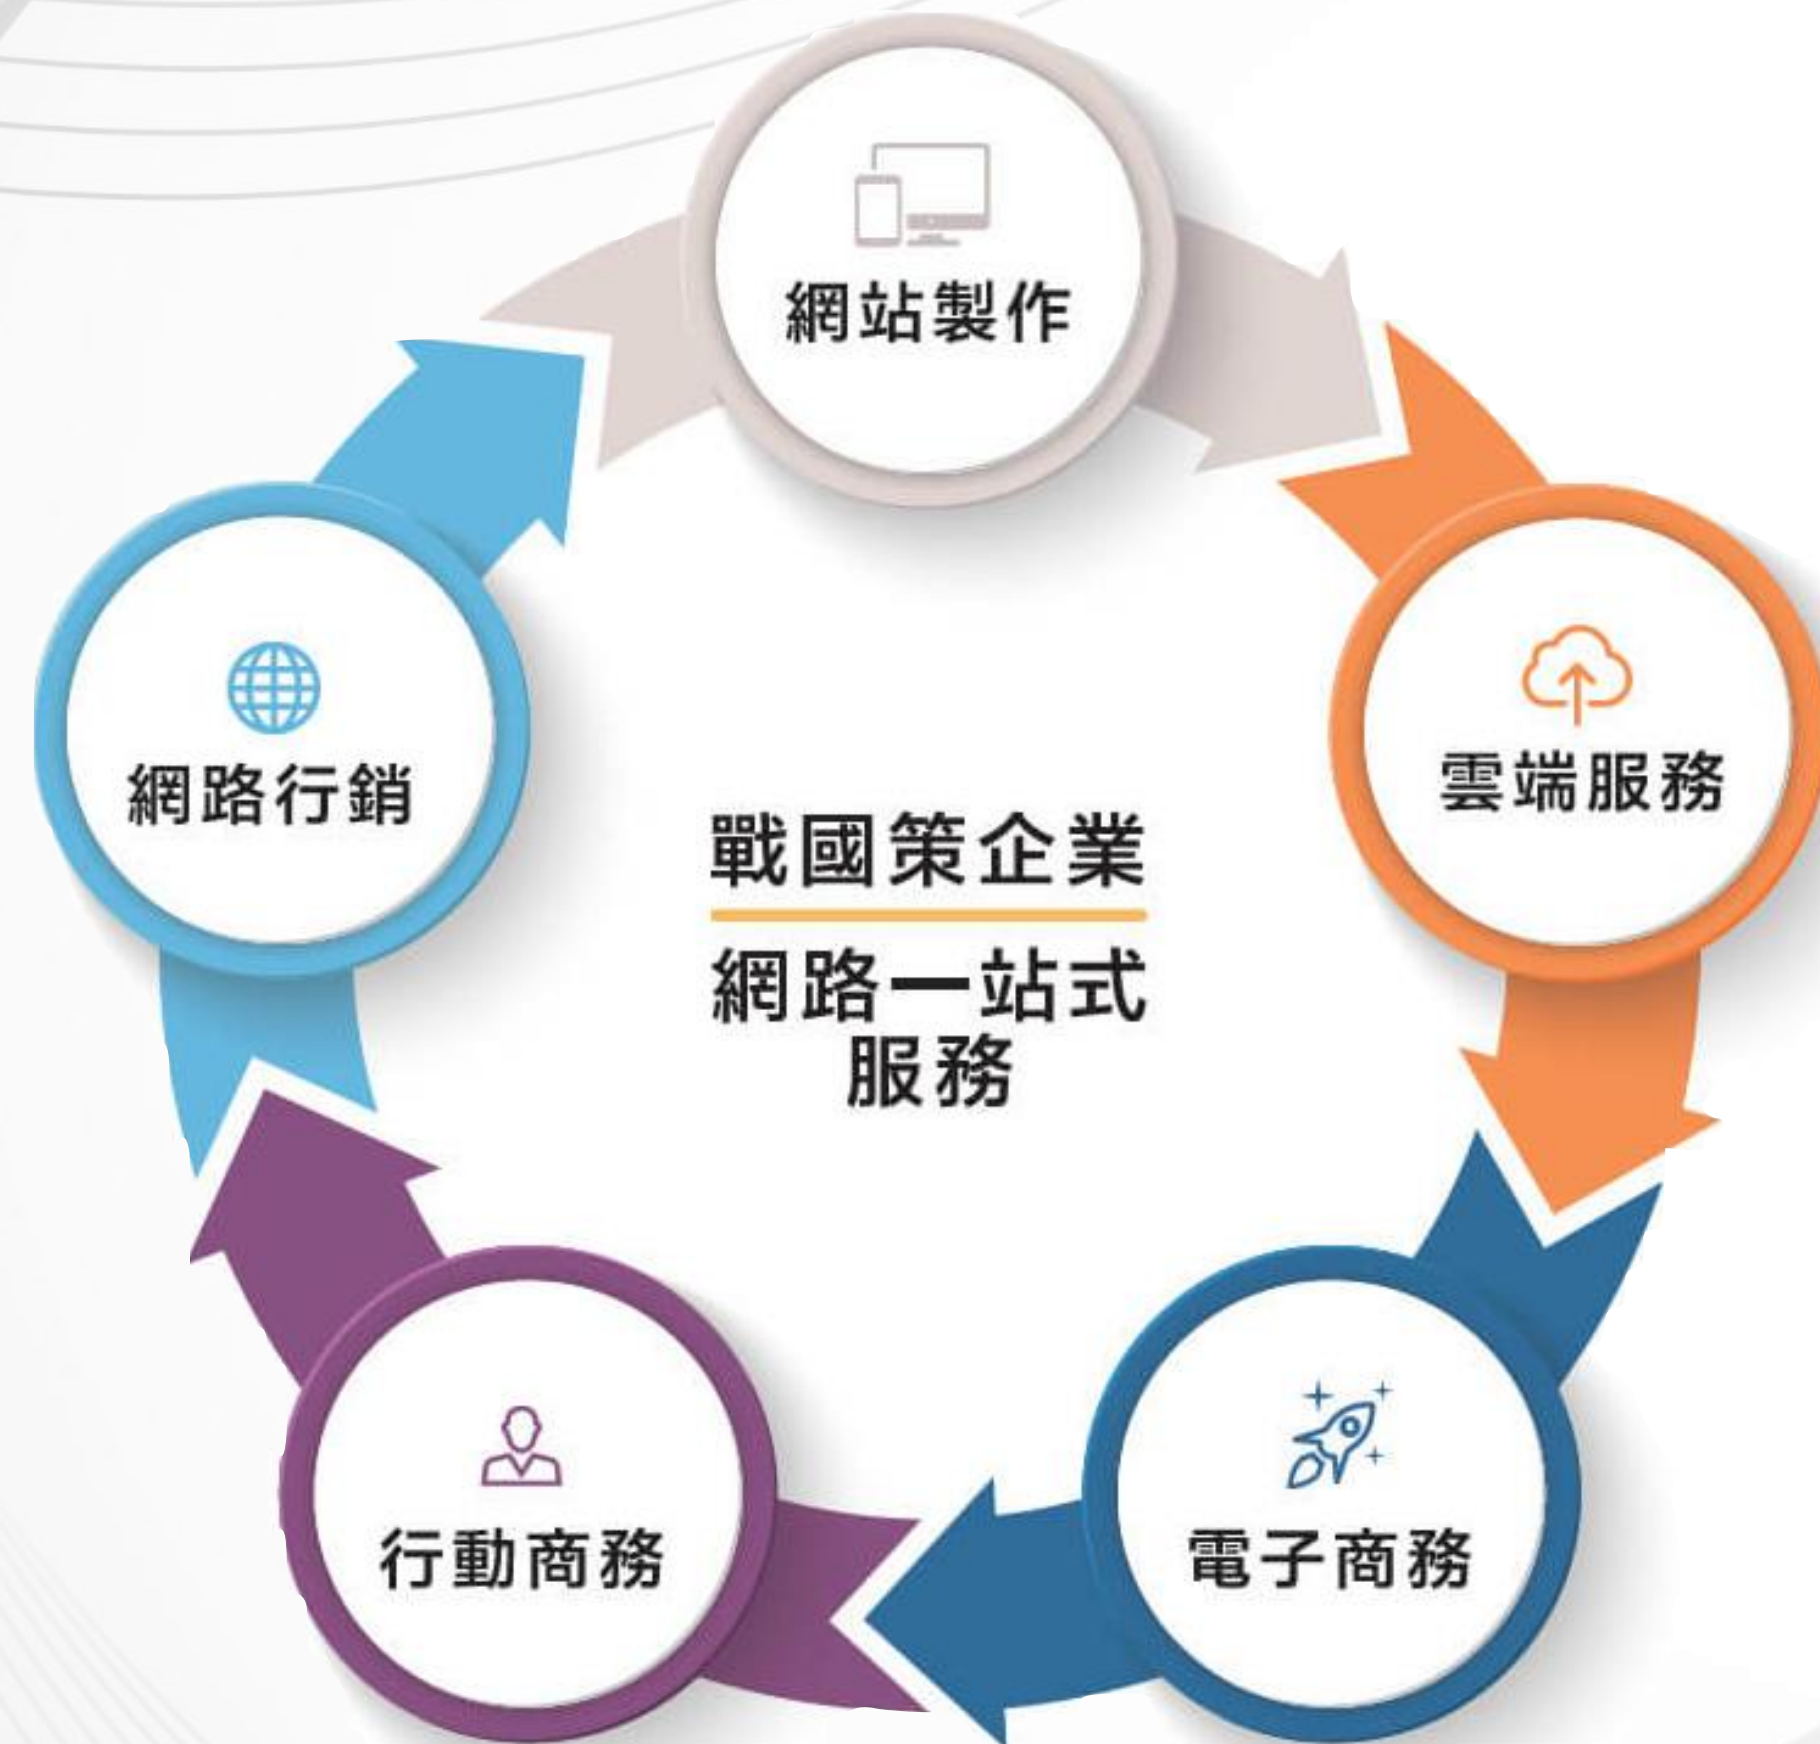 網站製作
雲端服務
電子商務
行動商務
網路行銷
戰國策企業
網路一站式
服務